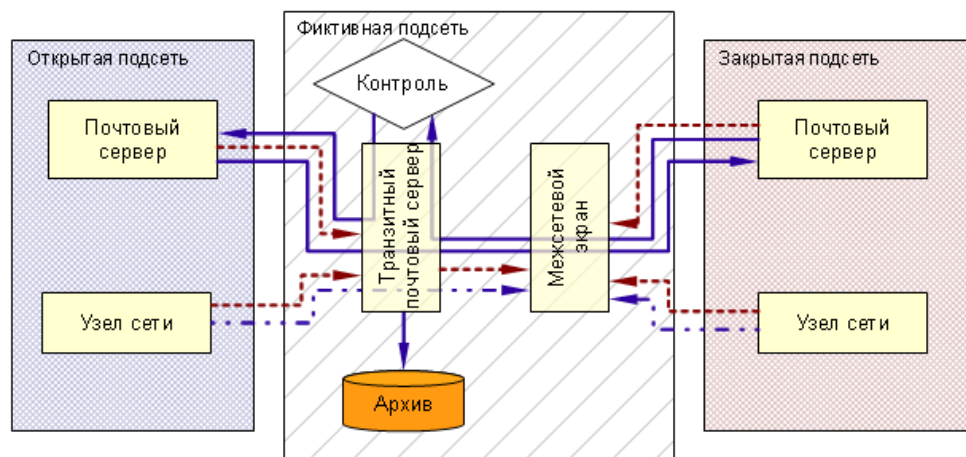 Фиктивная подсеть
Открытая подсеть
Закрытая подсеть
Контроль
Почтовый
сервер
Транзитный
почтовый сервер
Межсетевой
экран
Почтовый
сервер
Узел сети
Узел сети
Архив